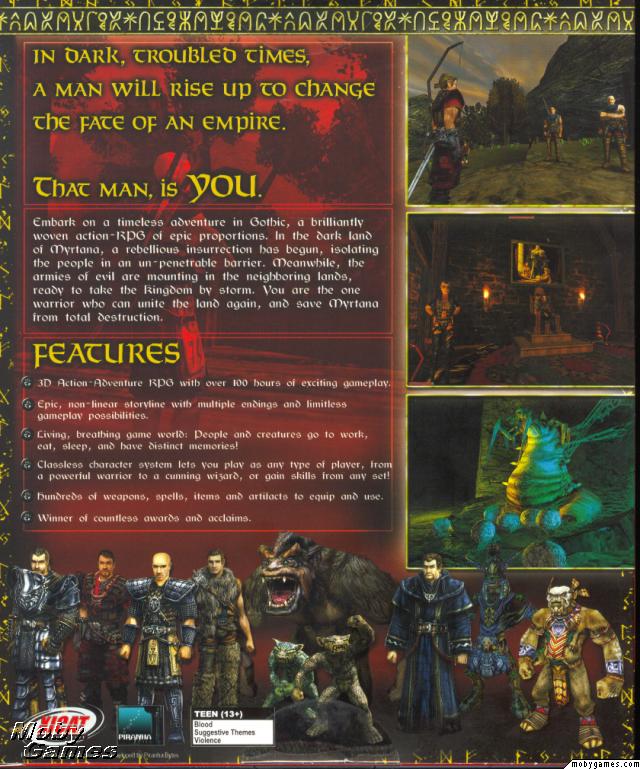 IN DARK, TROUBLED TIMES,
A MAN WILL RISE UP TO CHANGE
THE FATE OF AN EMPIRE.
THAT MAN, IS YOU.
Embark on a timeless adventure in Gothic, a brilliantly
woven action-RPG of epic proportions. In the dark land
of Myrtana, a rebellious insurrection has begun, isolating
the people in an un-penetrable barrier. Meanwhile, the
armies of evil are mounting in the neighboring lands,
ready to take the Kingdom by storm. You are the one
warrior who can unite the land again, and save Myrtana
from total destruction.
FEATURES
3D Action-Adventure RPG with over 100 hours of exciting gameplay.
Epic, non-linear storyline with multiple endings and limitless
gameplay possibilities.
Living, breathing game world: People and creatures go to work,
eat, sleep, and have distinct memories!
Classless character system lets you play as any type of player, from
a powerful warrior to a cunning wizard, or gain skills from any set!
Hundreds of weapons, spells, items and artifacts to equip and use.
Winner of countless awards and acclaims.
XICAT
PIRANHA
TEEN (13+)
Blood
Suggestive Themes
Violence
Moby Games
by Piranha Bytes
mobygames.com